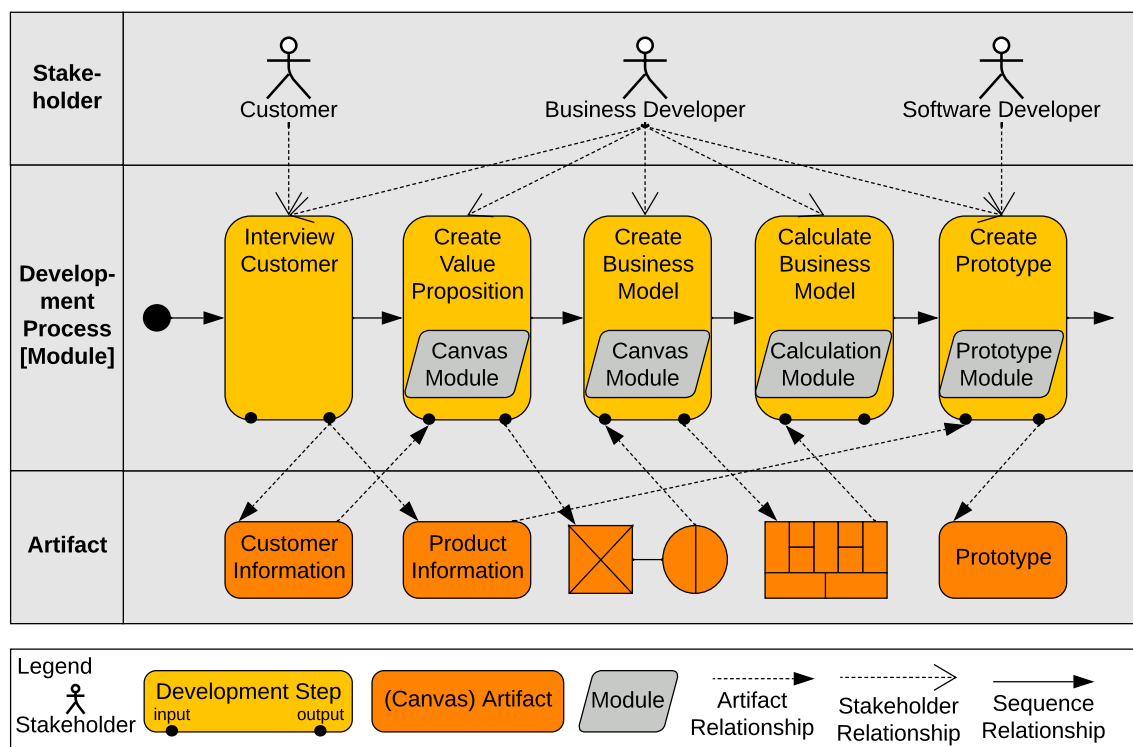 Stake-
holder
Customer
Business Developer
Software Developer
Develop-
ment
Process
[Module]
Interview
Customer
Create
Value
Proposition
Canvas
Module
Create
Business
Model
Canvas
Module
Calculate
Business
Model
Calculation
Module
Create
Prototype
Prototype
Module
Artifact
Customer
Information
Product
Information
Prototype
Legend
Stakeholder
Development Step
input
output
(Canvas) Artifact
Module
Artifact
Relationship
Stakeholder
Relationship
Sequence
Relationship